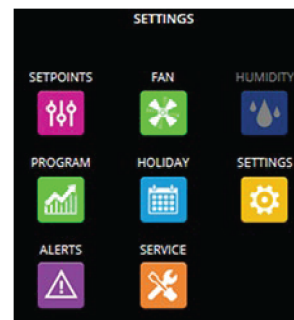 SETTINGS
SETPOINTS FAN HUMIDITY
PROGRAM HOLIDAY SETTINGS
ALERTS SERVICE